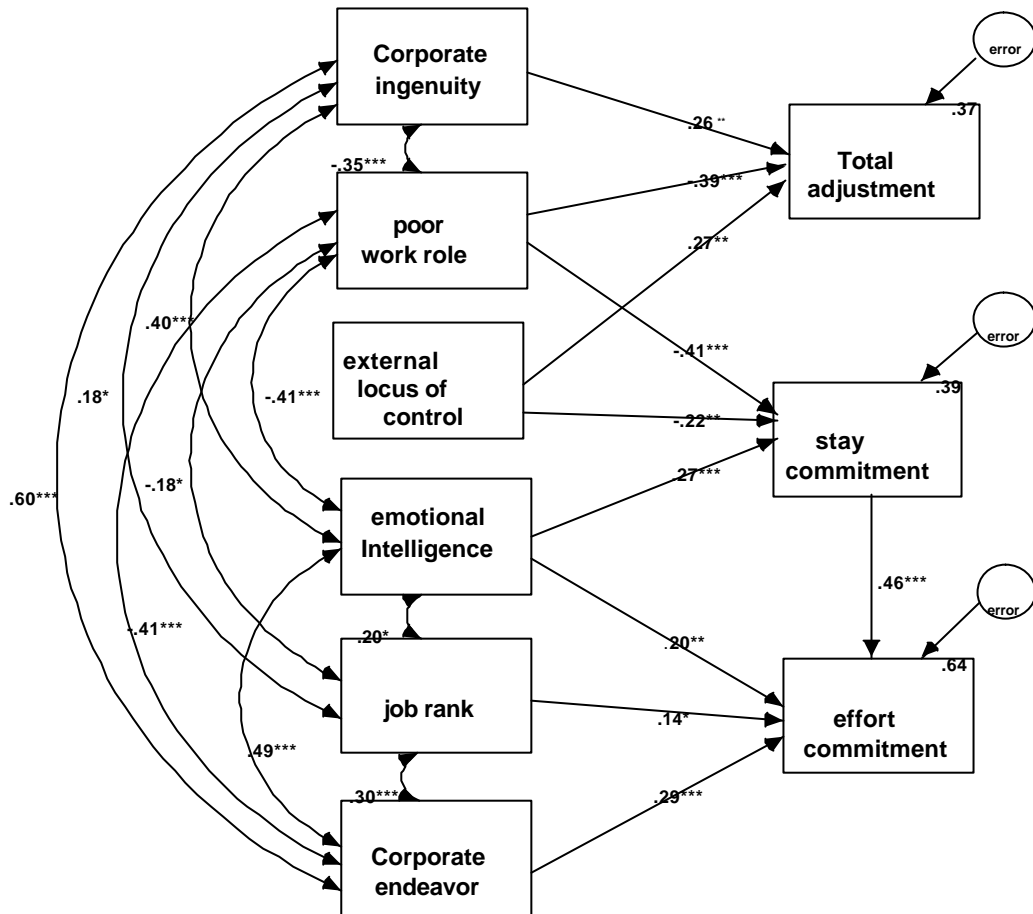 Corporate
ingenuity
error
.37
.26 **
Total
adjustment
-.35***
-.39***
poor
work role
.27**
.40***
error
external
locus of
control
-.41***
.18*
-.41***
.39
-.22**
stay
commitment
.27***
-.18*
.60***
emotional
Intelligence
.46***
error
-.41***
.20*
.20**
.64
job rank
.14*
effort
commitment
.49***
.30***
.29***
Corporate
endeavor